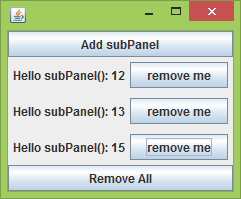 Add subPanel
Hello subPanel(): 12 remove me
Hello subPanel(): 13 remove me
Hello subPanel(): 15 remove me
Remove All